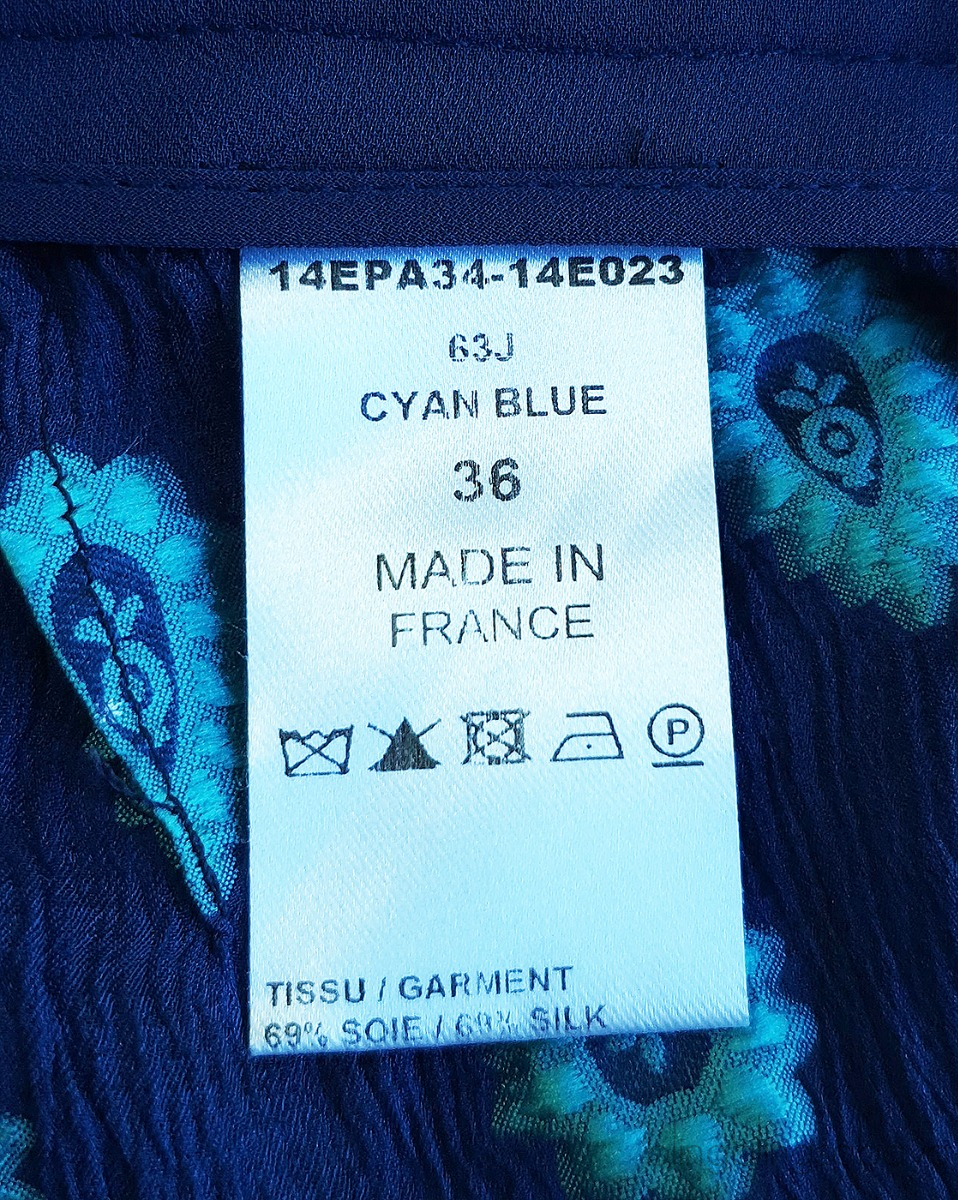 14EPA34-14E023
63J
CYAN BLUE
36
MADE IN
FRANCE
P
TISSU / GARMENT
69% SOIE / 69% SILK